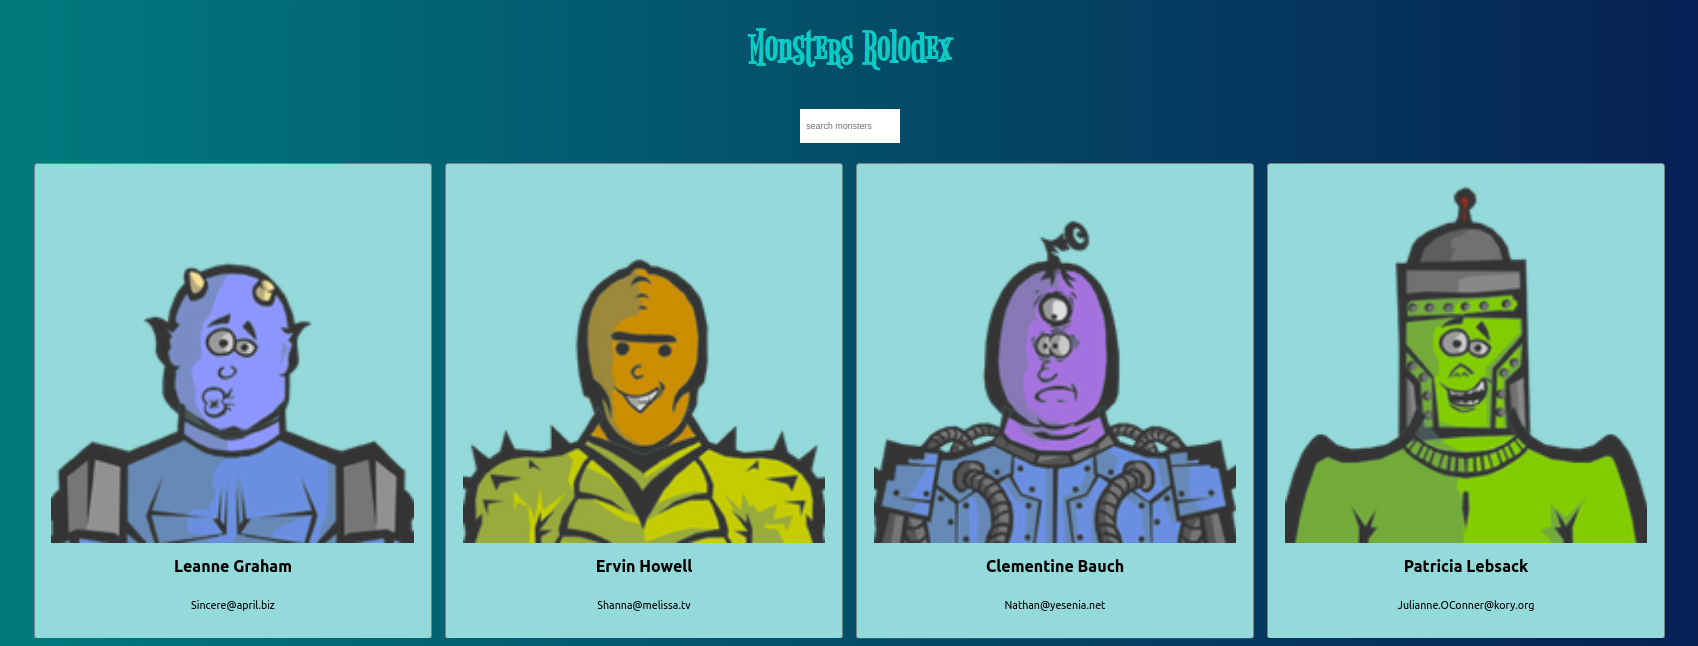 Monsters Rolodex
search monsters
Leanne Graham
Sincere@april.biz
Ervin Howell
Shanna@melissa.tv
Clementine Bauch
Nathan@yesenia.net
Patricia Lebsack
Julianne.OConner@kory.org